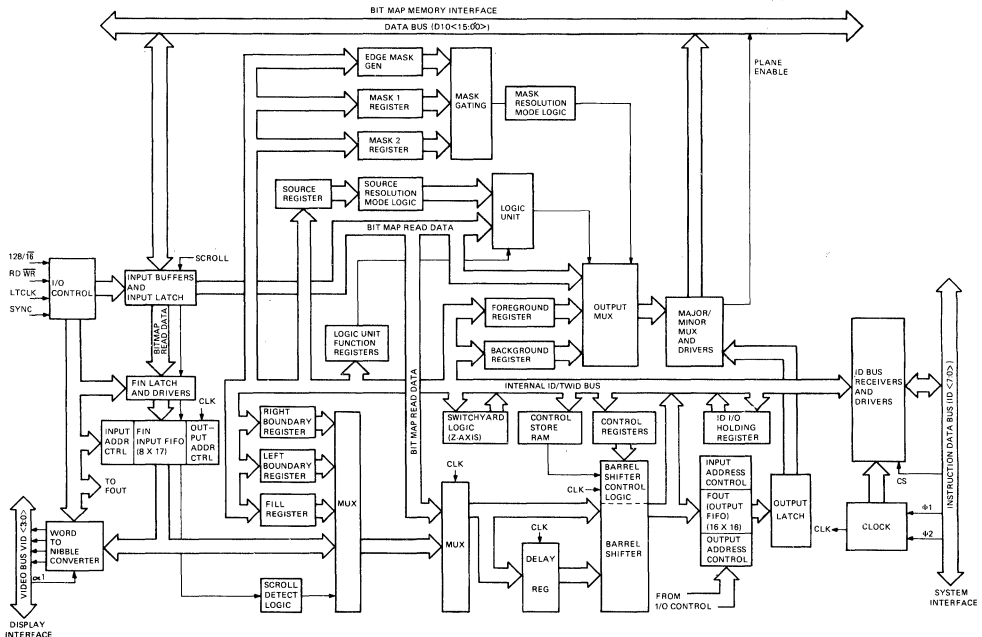 BIT MAP MEMORY INTERFACE
DATA BUS (D10<15:00>)
PLANE
ENABLE
EDGE MASK
GEN
MASK 1
REGISTER
MASK 2
REGISTER
MASK
GATING
MASK
RESOLUTION
MODE LOGIC
SOURCE
REGISTER
SOURCE
RESOLUTION
MODE LOGIC
LOGIC
UNIT
BIT MAP READ DATA
128/16
RD WR
LTCLK
SYNC
I/O
CONTROL
SCROLL
INPUT BUFFERS
AND
INPUT LATCH
BITMAP
READ DATA
LOGIC UNIT
FUNCTION
REGISTERS
FOREGROUND
REGISTER
BACKGROUND
REGISTER
OUTPUT
MUX
MAJOR/
MINOR
MUX
AND
DRIVERS
ID BUS
RECEIVERS
AND
DRIVERS
INSTRUCTION DATA BUS (ID <7:0>)
INTERNAL ID/TWID BUS
FIN LATCH
AND DRIVERS
CLK
INPUT
ADDR
CTRL
FIN
INPUT FIFO
(8 X 17)
OUT-
PUT
ADDR
CTRL
TO
FOUT
RIGHT
BOUNDARY
REGISTER
LEFT
BOUNDARY
REGISTER
FILL
REGISTER
MUX
BIT MAP READ DATA
SWITCHYARD
LOGIC
(Z-AXIS)
CONTROL
STORE
RAM
CONTROL
REGISTERS
ID I/O
HOLDING
REGISTER
CLK
MUX
CLK
BARREL
SHIFTER
CONTROL
LOGIC
BARREL
SHIFTER
CLK
DELAY
REG
INPUT
ADDRESS
CONTROL
FOUT
(OUTPUT
FIFO)
(16 X 16)
OUTPUT
ADDRESS
CONTROL
OUTPUT
LATCH
FROM
I/O CONTROL
CS
CLK
CLOCK
Φ1
Φ2
SYSTEM
INTERFACE
VIDEO BUS VID <3:0>
WORD
TO
NIBBLE
CONVERTER
α1
SCROLL
DETECT
LOGIC
DISPLAY
INTERFACE